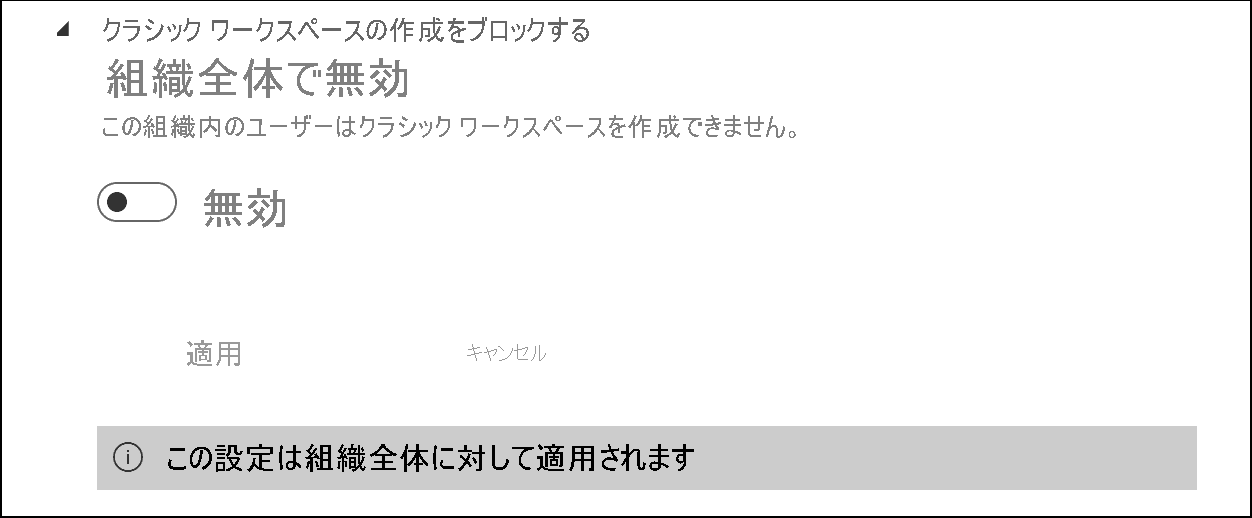 クラシック ワークスペースの作成をブロックする
組織全体で無効
この組織内のユーザーはクラシック ワークスペースを作成できません。
無効
適用
キャンセル
この設定は組織全体に対して適用されます